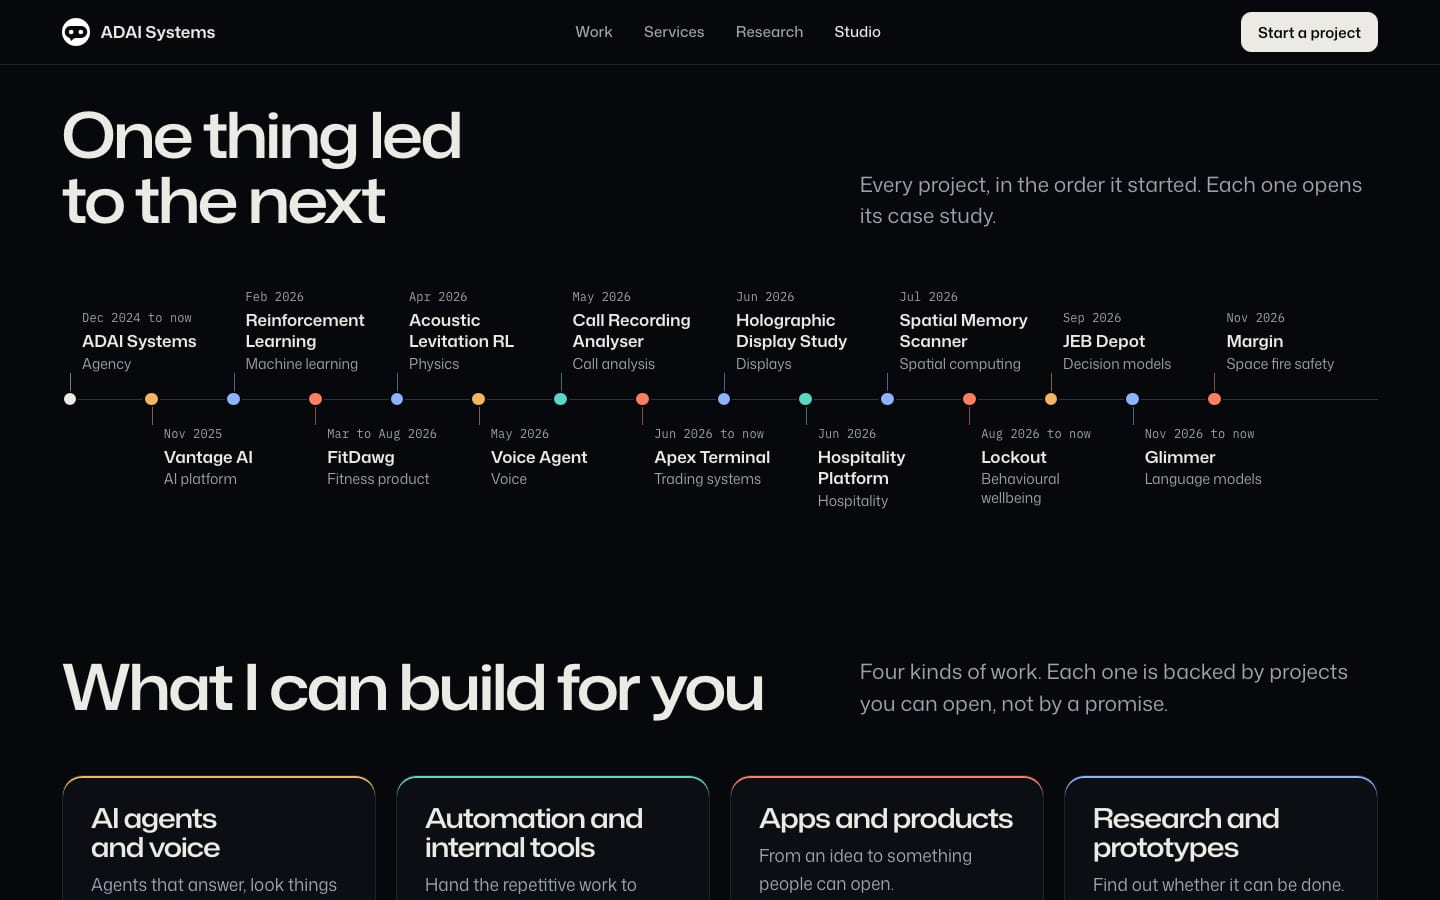 ADAI Systems
Work
Services
Research
Studio
Start a project
One thing led
to the next
Every project, in the order it started. Each one opens
its case study.
Dec 2024 to now
ADAI Systems
Agency
Feb 2026
Reinforcement
Learning
Machine learning
Apr 2026
Acoustic
Levitation RL
Physics
May 2026
Call Recording
Analyser
Call analysis
Jun 2026
Holographic
Display Study
Displays
Jul 2026
Spatial Memory
Scanner
Spatial computing
Sep 2026
JEB Depot
Decision models
Nov 2026
Margin
Space fire safety
Nov 2025
Vantage AI
AI platform
Mar to Aug 2026
FitDawg
Fitness product
May 2026
Voice Agent
Voice
Jun 2026 to now
Apex Terminal
Trading systems
Jun 2026
Hospitality
Platform
Hospitality
Aug 2026 to now
Lockout
Behavioural
wellbeing
Nov 2026 to now
Glimmer
Language models
What I can build for you
Four kinds of work. Each one is backed by projects
you can open, not by a promise.
AI agents
and voice
Agents that answer, look things
Automation and
internal tools
Hand the repetitive work to
Apps and products
From an idea to something
people can open.
Research and
prototypes
Find out whether it can be done.